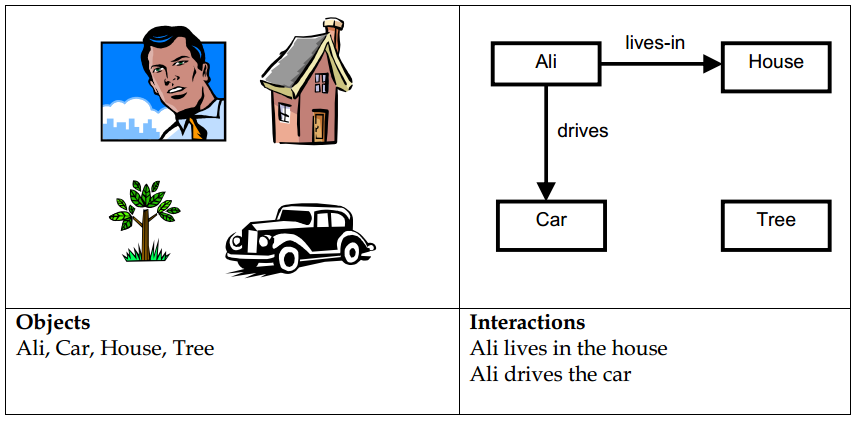 lives-in
Ali
House
drives
Car
Tree
Objects
Ali, Car, House, Tree
Interactions
Ali lives in the house
Ali drives the car